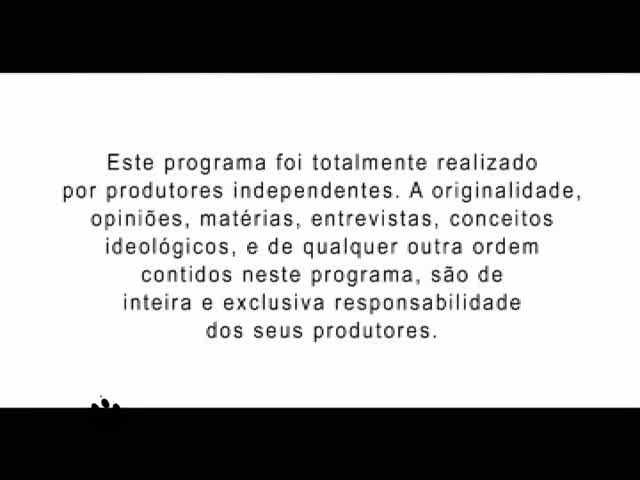 Este programa foi totalmente realizado
por produtores independentes. A originalidade,
opiniões, matérias, entrevistas, conceitos
ideológicos, e de qualquer outra ordem
contidos neste programa, são de
inteira e exclusiva responsabilidade
dos seus produtores.